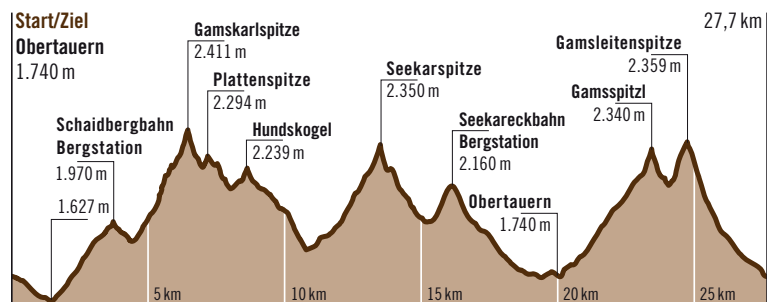 Start/Ziel
Obertauern
1.740 m
Gamskarlspitze
2.411 m
Plattenspitze
2.294 m
Schaidbergbahn
Bergstation
1.970 m
1.627 m
Hundskogel
2.239 m
Seekarspitze
2.350 m
Seekareckbahn
Bergstation
2.160 m
Obertauern
1.740 m
Gamsspitzl
2.340 m
Gamsleitenspitze
2.359 m
27,7 km
5 km
10 km
15 km
20 km
25 km